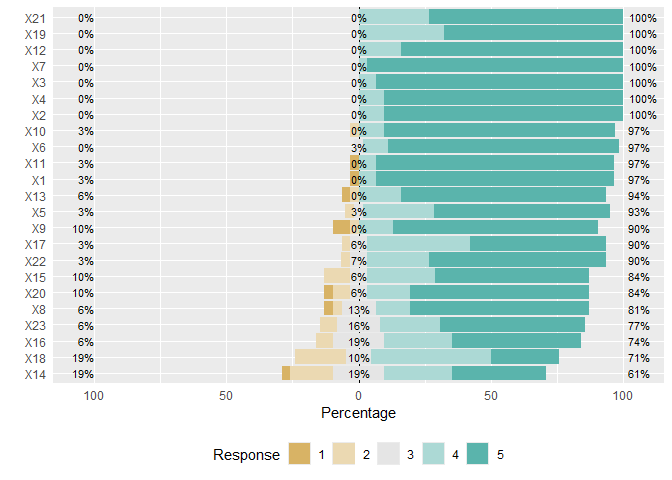 X21 0% 0% 100%
X19 0% 0% 100%
X12 0% 0% 100%
X7 0% 0% 100%
X3 0% 0% 100%
X4 0% 0% 100%
X2 0% 0% 100%
X10 3% 0% 97%
X6 0% 3% 97%
X11 3% 0% 97%
X1 3% 0% 97%
X13 6% 0% 94%
X5 3% 3% 93%
X9 10% 0% 90%
X17 3% 6% 90%
X22 3% 7% 90%
X15 10% 6% 84%
X20 10% 6% 84%
X8 6% 13% 81%
X23 6% 16% 77%
X16 6% 19% 74%
X18 19% 10% 71%
X14 19% 19% 61%
100 50 0 50 100
Percentage
Response 1 2 3 4 5